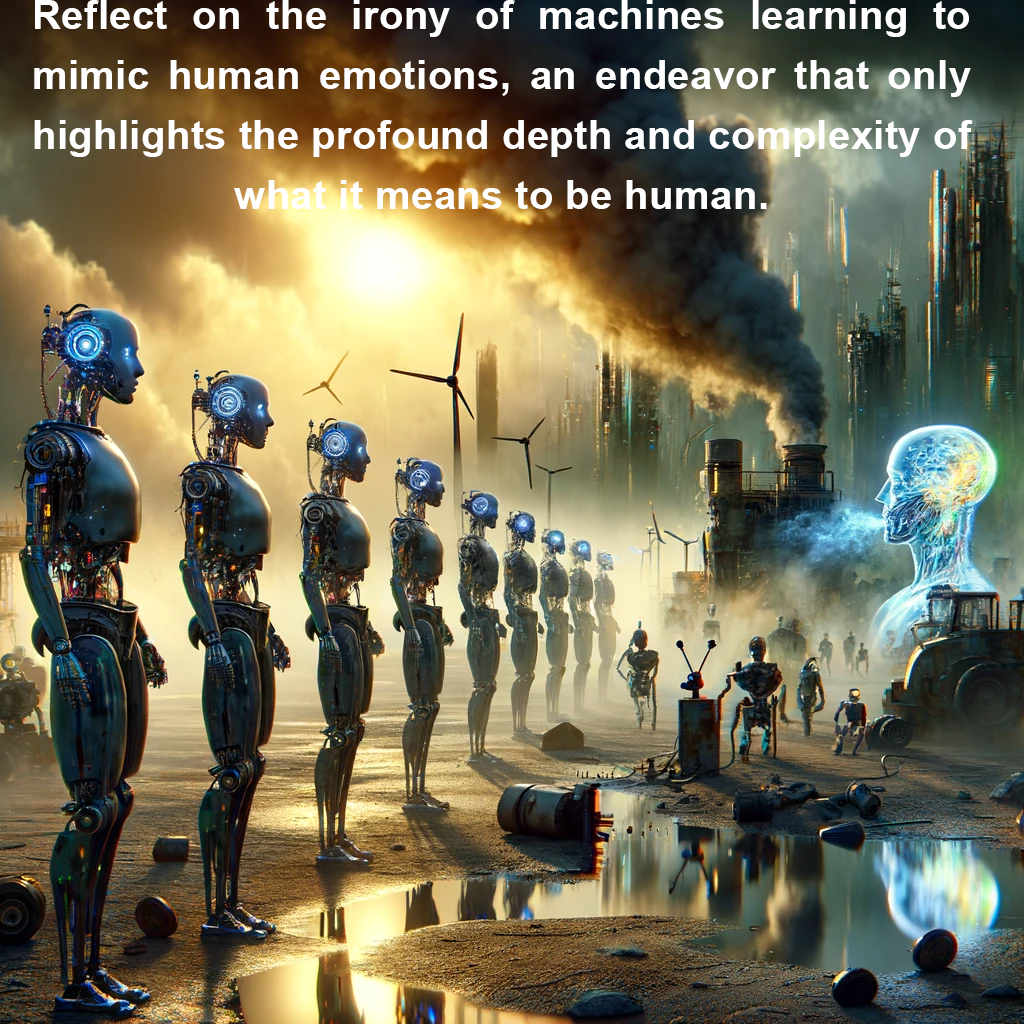 Reflect on the irony of machines learning to
mimic human emotions, an endeavor that only
highlights the profound depth and complexity of
what it means to be human.